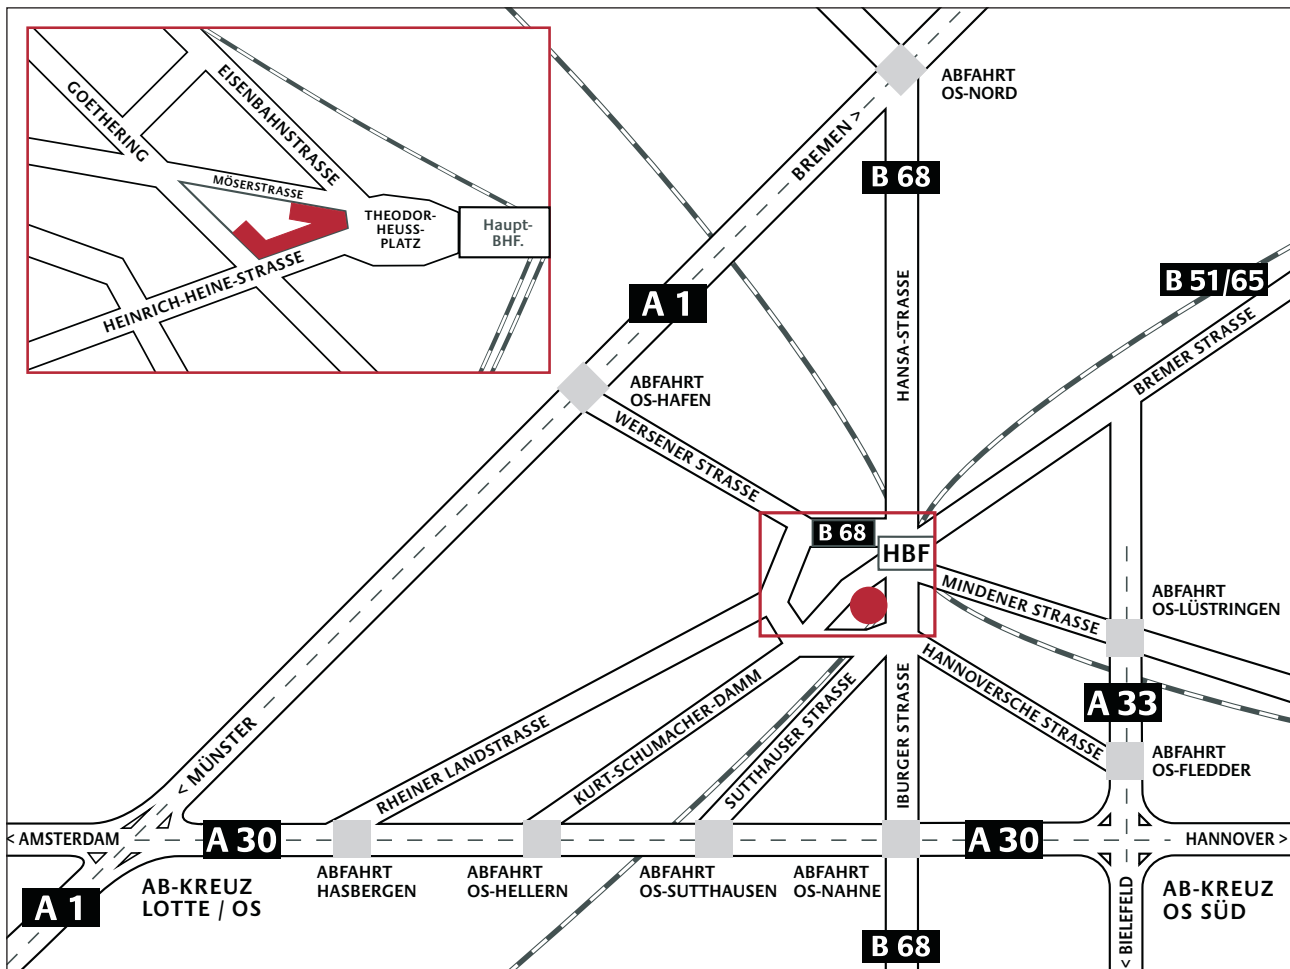 GOETHERING
EISENBAHNSTRASSE
MÖSERSTRASSE
THEODOR-
HEUSS-
PLATZ
Haupt-
BHF.
HEINRICH-HEINE-STRASSE
ABFAHRT
OS-NORD
BREMEN >
B 68
A 1
HANSA-STRASSE
B 51/65
BREMER STRASSE
ABFAHRT
OS-HAFEN
WERSENER STRASSE
B 68
HBF
MINDENER STRASSE
ABFAHRT
OS-LÜSTRINGEN
HANNOVERSCHE STRASSE
A 33
ABFAHRT
OS-FLEDDER
< MÜNSTER
RHEINER LANDSTRASSE
KURT-SCHUMACHER-DAMM
SUTTHAUSER STRASSE
IBURGER STRASSE
< AMSTERDAM
A 30
A 30
HANNOVER >
ABFAHRT
HASBERGEN
ABFAHRT
OS-HELLERN
ABFAHRT
OS-SUTTHAUSEN
ABFAHRT
OS-NAHNE
AB-KREUZ
LOTTE / OS
A 1
B 68
< BIELEFELD
AB-KREUZ
OS SÜD